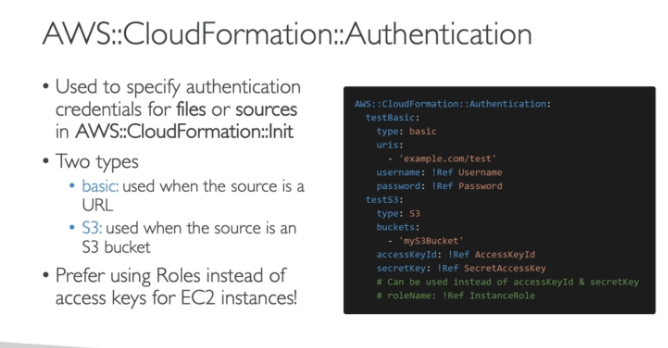 AWS::CloudFormation::Authentication
• Used to specify authentication
credentials for files or sources
in AWS::CloudFormation::Init
• Two types
• basic: used when the source is a
URL
• S3: used when the source is an
S3 bucket
• Prefer using Roles instead of
access keys for EC2 instances!
AWS::CloudFormation::Authentication:
  testBasic:
    type: basic
    uris:
      - 'example.com/test'
    username: !Ref Username
    password: !Ref Password
  testS3:
    type: S3
    buckets:
      - 'myS3Bucket'
    accessKeyId: !Ref AccessKeyId
    secretKey: !Ref SecretAccessKey
    # Can be used instead of accessKeyId & secretKey
    # roleName: !Ref InstanceRole